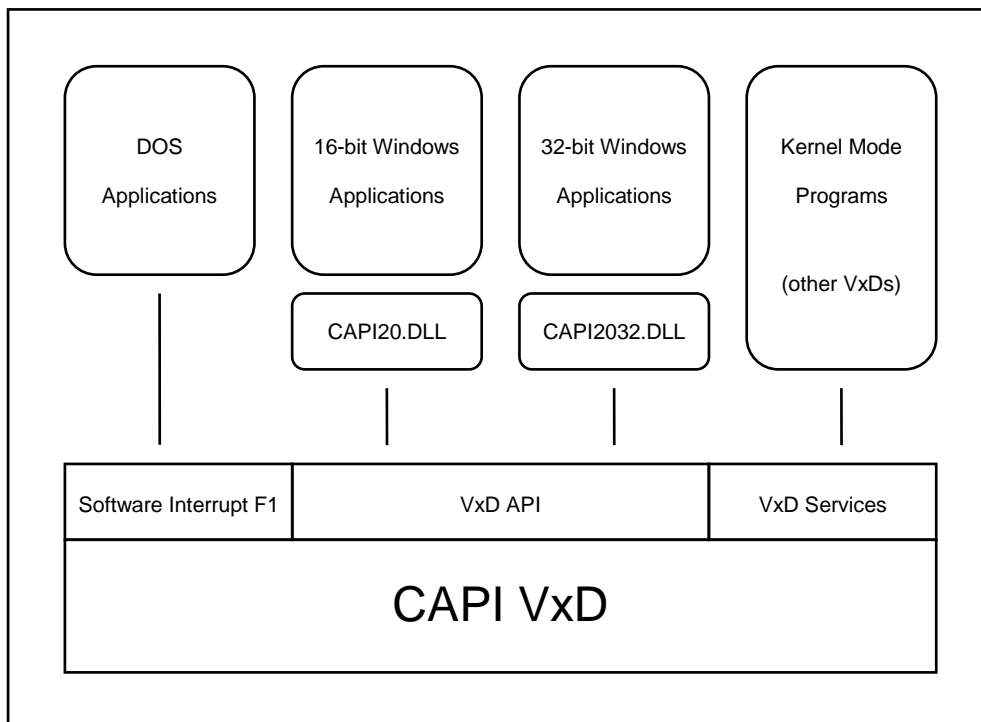 DOS
Applications
16-bit Windows
Applications
32-bit Windows
Applications
Kernel Mode
Programs
(other VxDs)
CAPI20.DLL
CAPI2032.DLL
Software Interrupt F1
VxD API
VxD Services
CAPI VxD